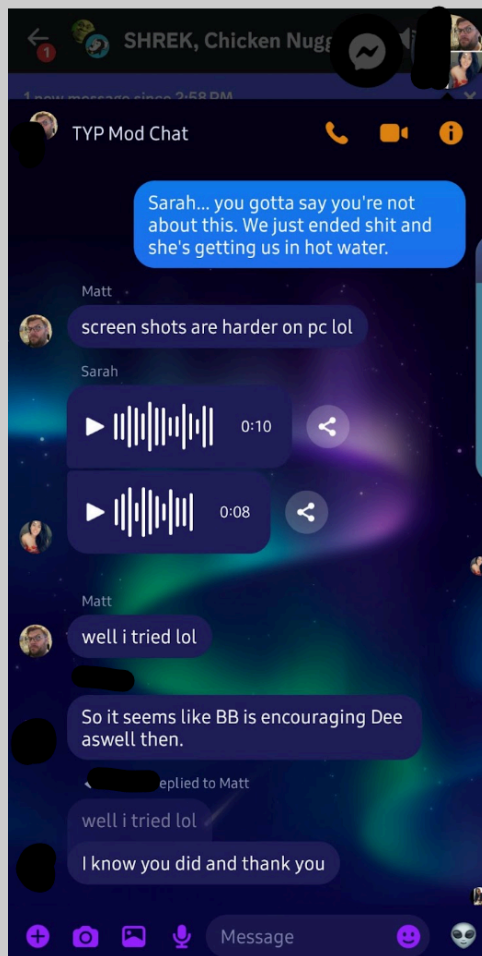 1
SHREK, Chicken Nugg
1 new message since 2:58 PM
TYP Mod Chat
Sarah... you gotta say you're not
about this. We just ended shit and
she's getting us in hot water.
Matt
screen shots are harder on pc lol
Sarah
0:10
0:08
Matt
well i tried lol
So it seems like BB is encouraging Dee
aswell then.
eplied to Matt
well i tried lol
I know you did and thank you
Message